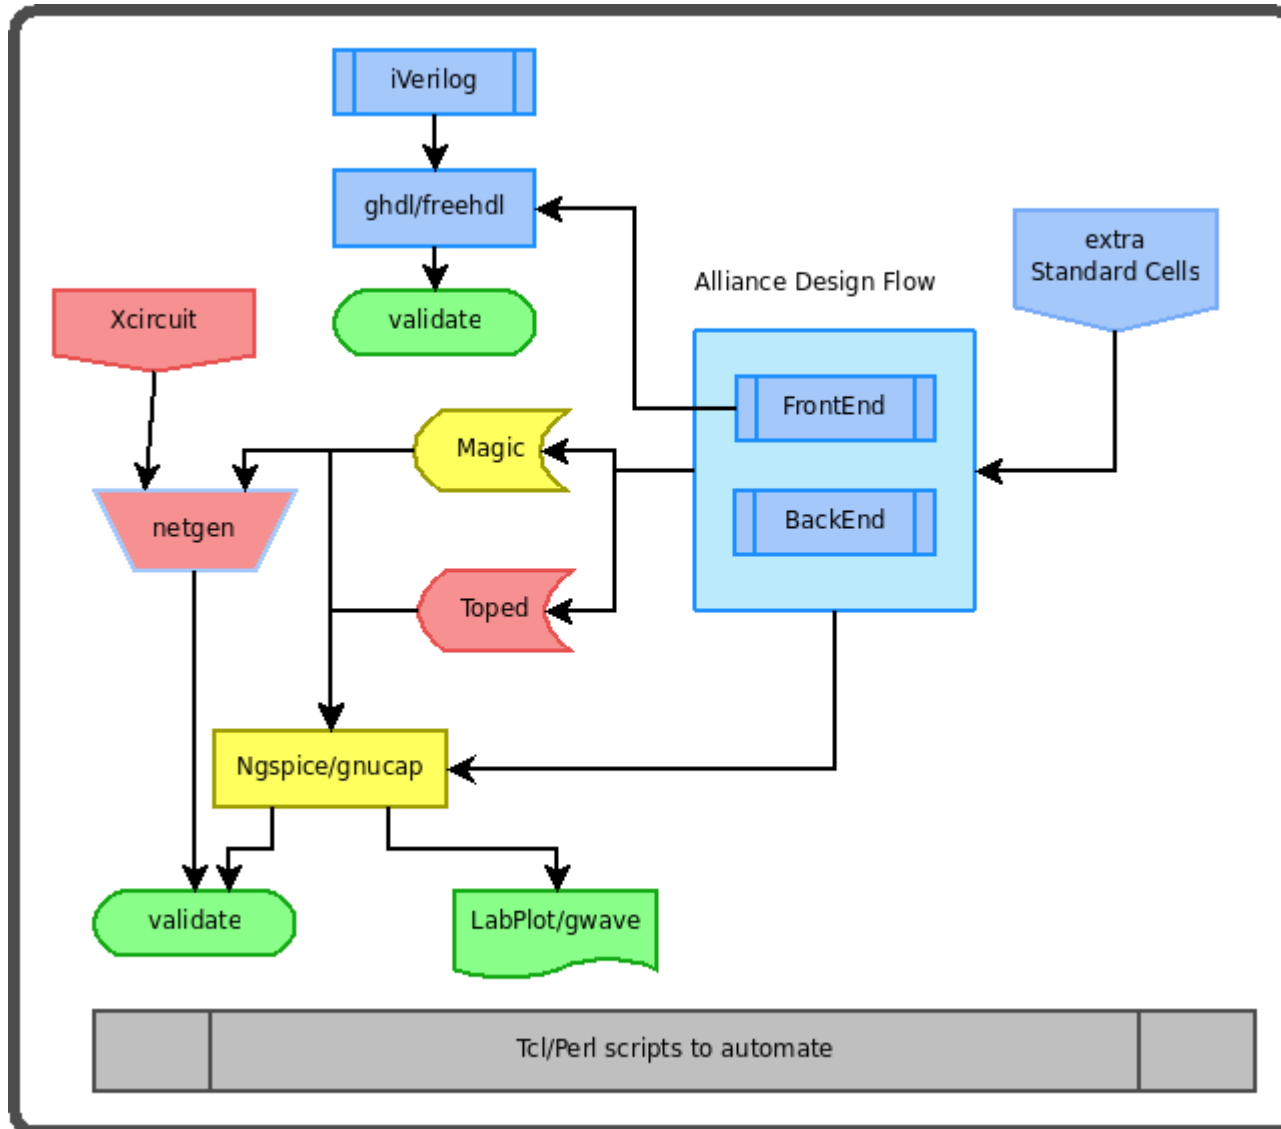 iVerilog
ghdl/freehdl
extra
Standard Cells
Alliance Design Flow
Xcircuit
validate
FrontEnd
Magic
BackEnd
netgen
Toped
Ngspice/gnucap
validate
LabPlot/gwave
Tcl/Perl scripts to automate